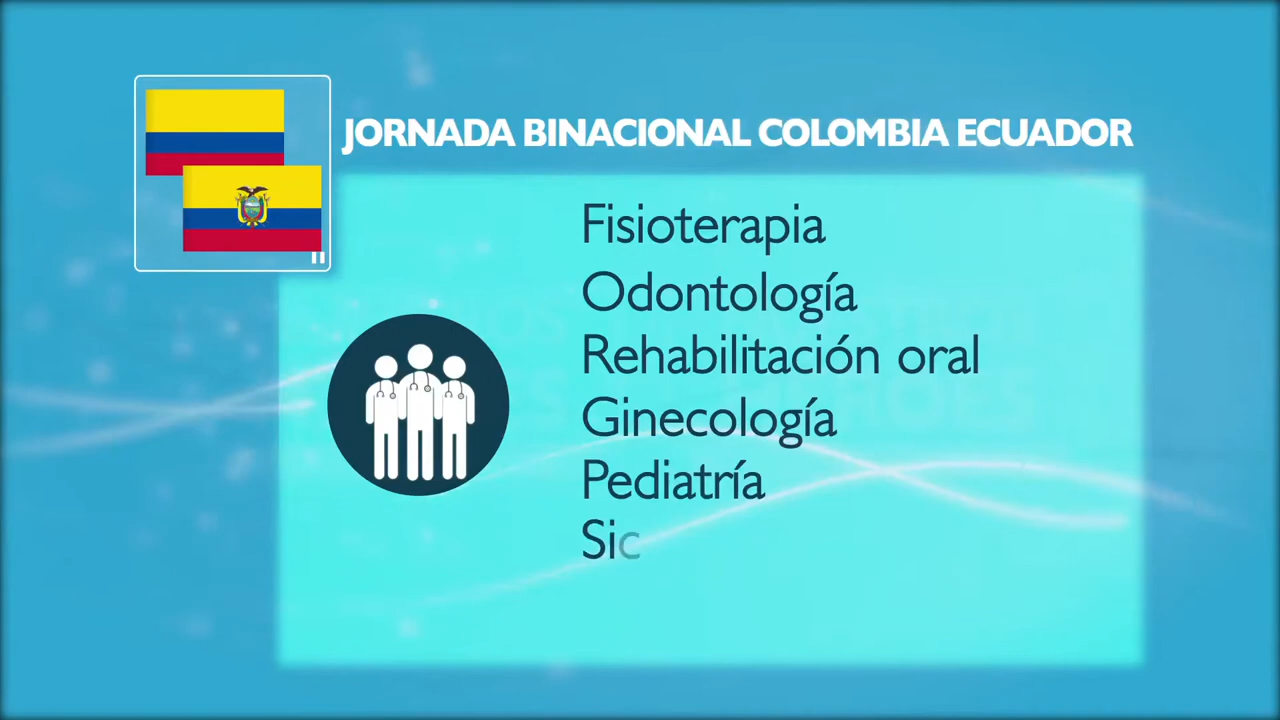 JORNADA BINACIONAL COLOMBIA ECUADOR
Fisioterapia
Odontología
Rehabilitación oral
Ginecología
Pediatría
Sic